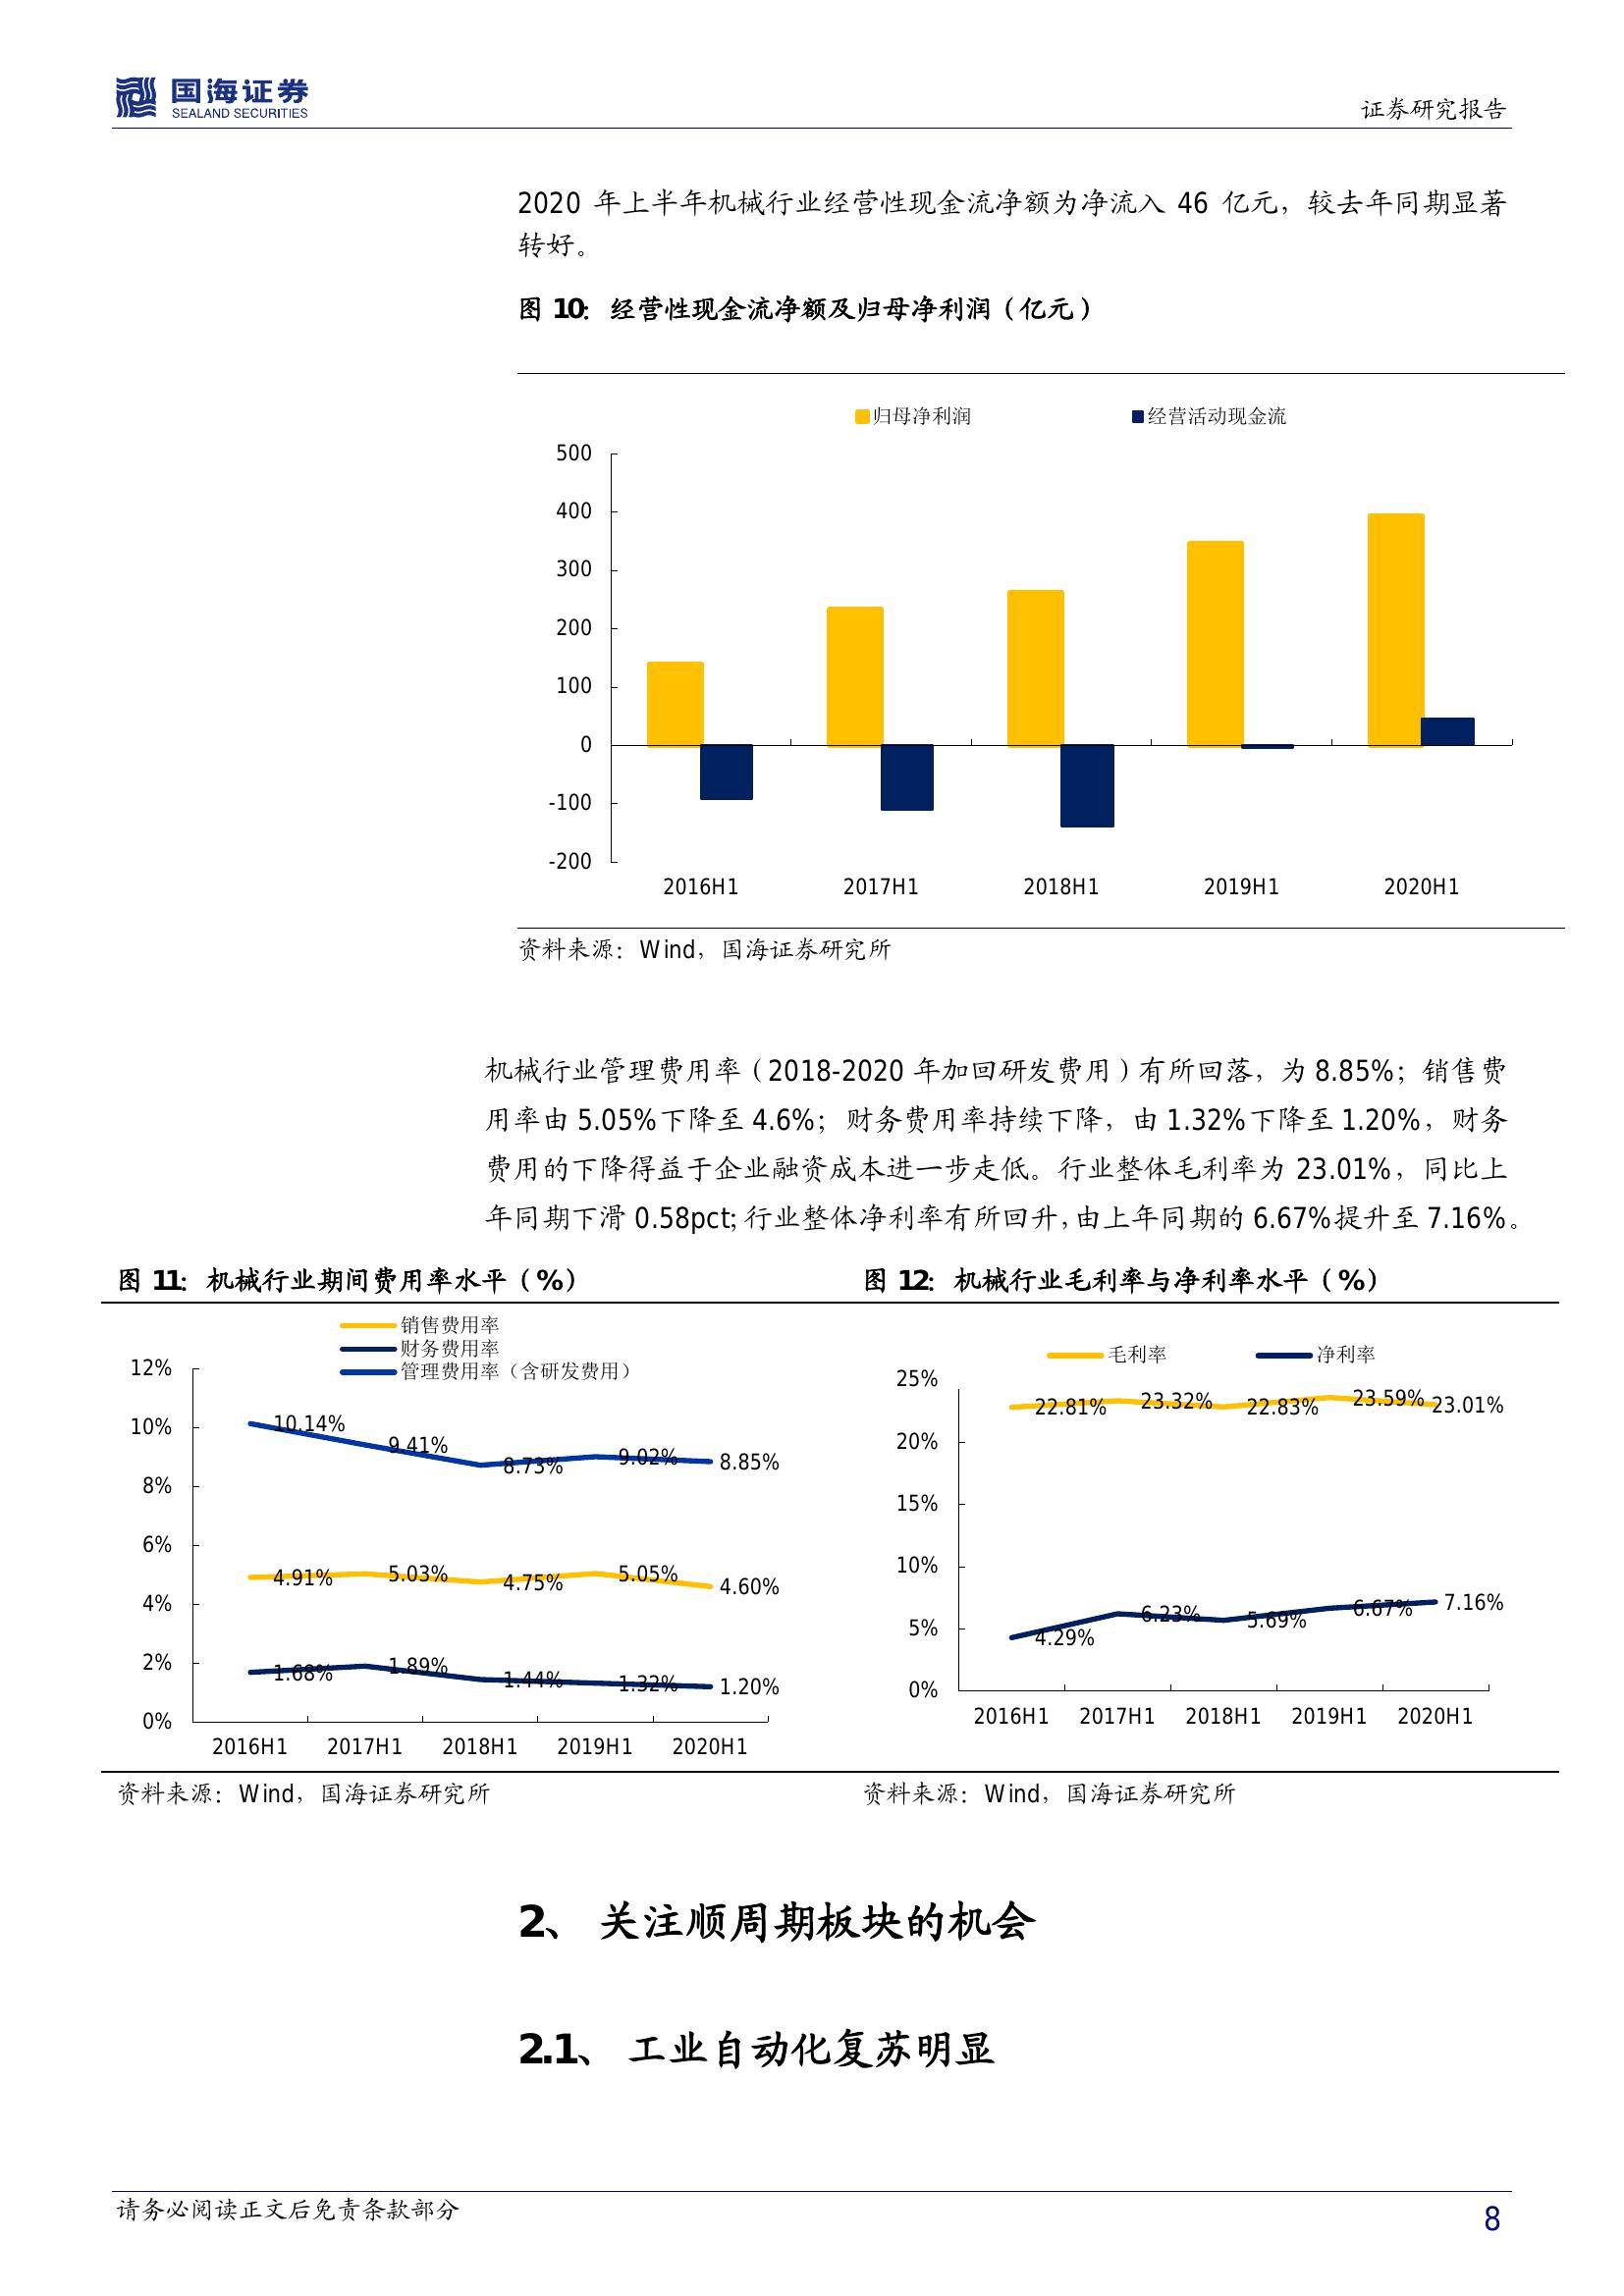 国海证券
SEALAND SECURITIES
证券研究报告
2020 年上半年机械行业经营性现金流净额为净流入 46 亿元，较去年同期显著
转好。
图 10：经营性现金流净额及归母净利润（亿元）
归母净利润 经营活动现金流
500
400
300
200
100
0
-100
-200
2016H1 2017H1 2018H1 2019H1 2020H1
资料来源：Wind，国海证券研究所
机械行业管理费用率（2018-2020 年加回研发费用）有所回落，为 8.85%；销售费
用率由 5.05%下降至 4.6%；财务费用率持续下降，由 1.32%下降至 1.20%，财务
费用的下降得益于企业融资成本进一步走低。行业整体毛利率为 23.01%，同比上
年同期下滑 0.58pct；行业整体净利率有所回升，由上年同期的 6.67%提升至 7.16%。
图 11：机械行业期间费用率水平（%）
销售费用率
财务费用率
管理费用率（含研发费用）
12%
10%
8%
6%
4%
2%
0%
10.14% 9.41% 8.73% 9.02% 8.85%
4.91% 5.03% 4.75% 5.05% 4.60%
1.68% 1.89% 1.44% 1.32% 1.20%
2016H1 2017H1 2018H1 2019H1 2020H1
资料来源：Wind，国海证券研究所
图 12：机械行业毛利率与净利率水平（%）
毛利率 净利率
25%
20%
15%
10%
5%
0%
22.81% 23.32% 22.83% 23.59% 23.01%
4.29% 6.23% 5.69% 6.67% 7.16%
2016H1 2017H1 2018H1 2019H1 2020H1
资料来源：Wind，国海证券研究所
2、 关注顺周期板块的机会
2.1、 工业自动化复苏明显
请务必阅读正文后免责条款部分
8